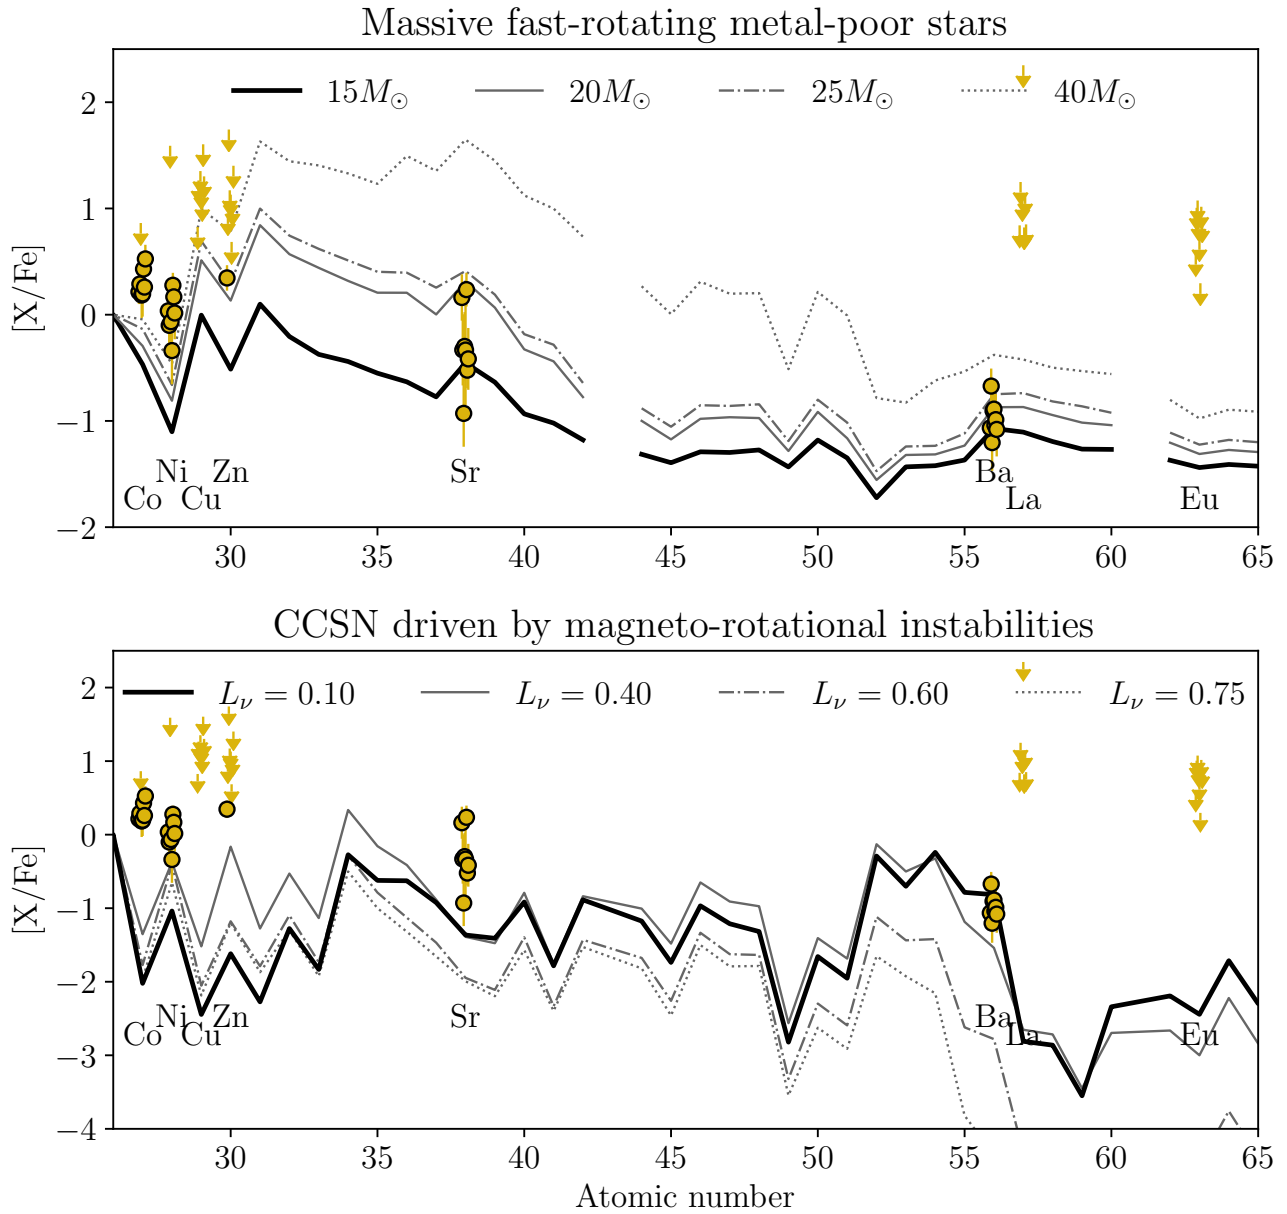 Massive fast-rotating metal-poor stars
15M⊙ 20M⊙ 25M⊙ 40M⊙
2
1
0
−1
−2
[X/Fe]
Ni Zn Sr Ba
Co Cu La Eu
30 35 40 45 50 55 60 65
CCSN driven by magneto-rotational instabilities
Lν = 0.10 Lν = 0.40 Lν = 0.60 Lν = 0.75
2
1
0
−1
−2
−3
−4
[X/Fe]
Ni Zn Sr Ba
Co Cu La Eu
30 35 40 45 50 55 60 65
Atomic number